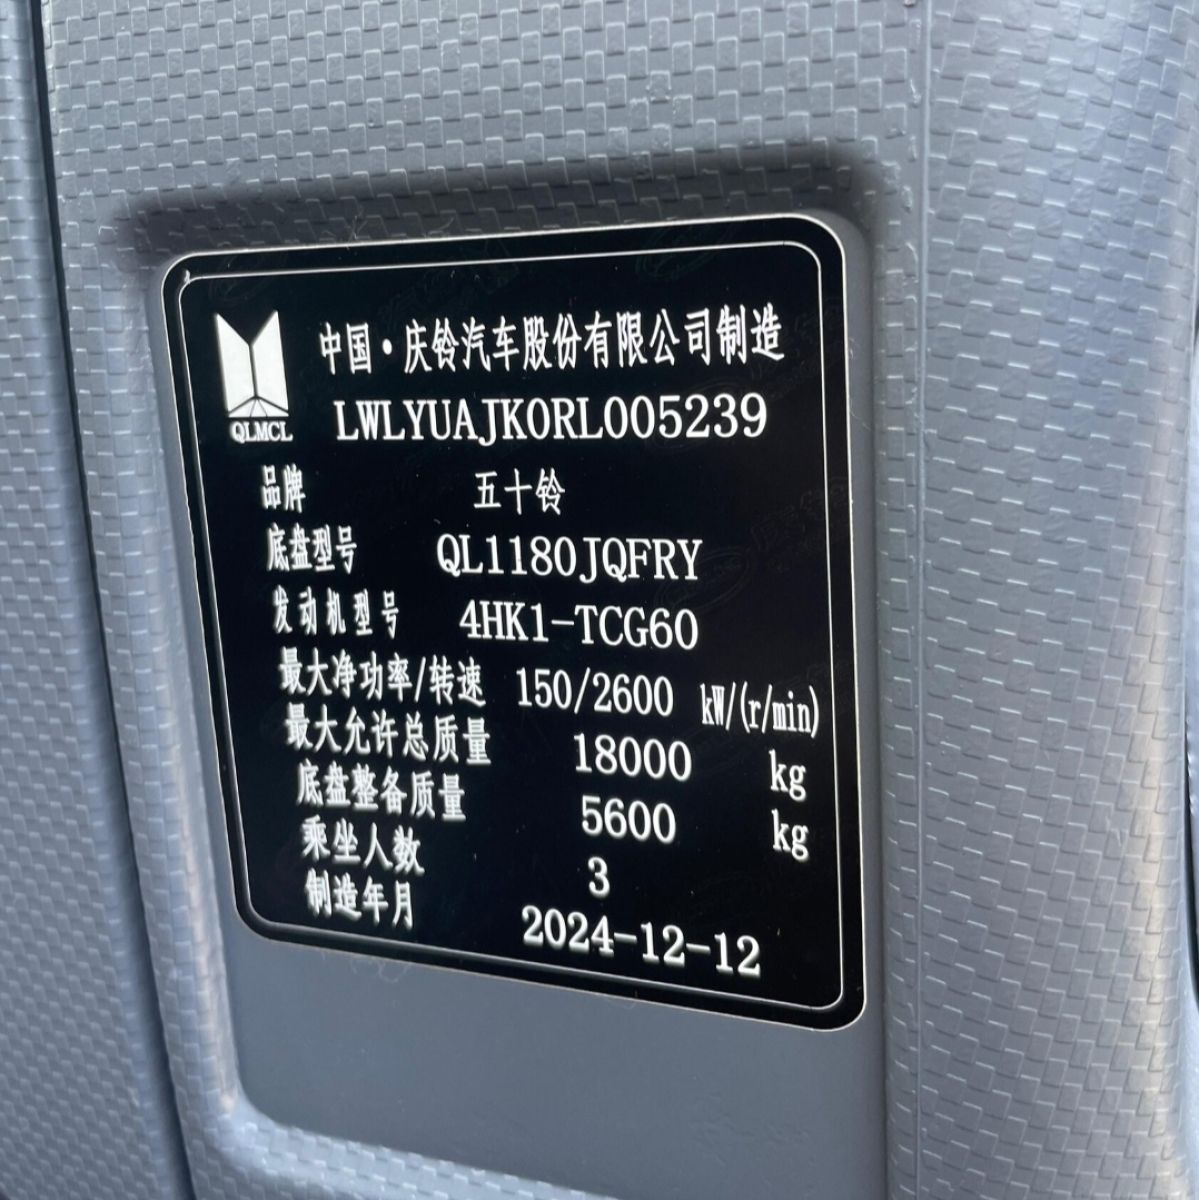 中国·庆铃汽车股份有限公司制造
QLMCL
LWLYUAJK0RL005239
品牌 五十铃
底盘型号 QL1180JQFRY
发动机型号 4HK1-TCG60
最大净功率/转速 150/2600 kW/(r/min)
最大允许总质量 18000 kg
底盘整备质量 5600 kg
乘坐人数 3
制造年月 2024-12-12